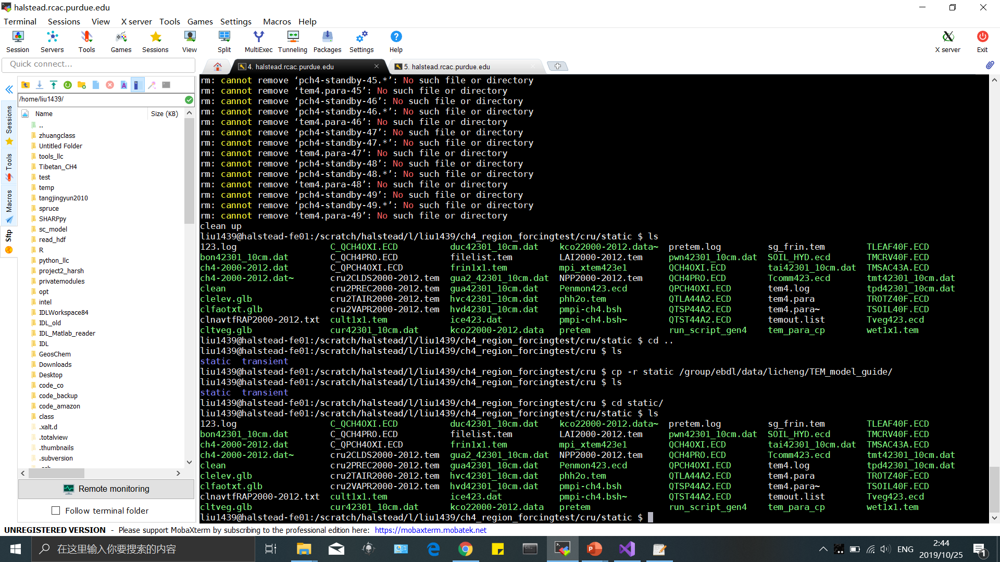 halstead.rcac.purdue.edu
Terminal Sessions View X server Tools Games Settings Macros Help
Session Servers Tools Games Sessions View Split MultiExec Tunneling Packages Settings Help X server Exit
Quick connect...
4. halstead.rcac.purdue.edu
5. halstead.rcac.purdue.edu
Sessions
Tools
Macros
Sftp
/home/liu1439/
Name Size (KB)
..
zhuangclass
Untitled Folder
tools_llc
Tibetan_CH4
test
temp
tangjingyun2010
spruce
SHARPpy
sc_model
read_hdf
R
python_llc
project2_harsh
privatemodules
opt
intel
IDLWorkspace84
IDL_old
IDL_Matlab_reader
IDL
GeosChem
Downloads
Desktop
code_co
code_backup
code_amazon
class
.xalt.d
.totalview
.thumbnails
.subversion
Remote monitoring
Follow terminal folder
rm: cannot remove ‘pch4-standby-45.*’: No such file or directory
rm: cannot remove ‘tem4.para-45’: No such file or directory
rm: cannot remove ‘pch4-standby-46’: No such file or directory
rm: cannot remove ‘pch4-standby-46.*’: No such file or directory
rm: cannot remove ‘tem4.para-46’: No such file or directory
rm: cannot remove ‘pch4-standby-47’: No such file or directory
rm: cannot remove ‘pch4-standby-47.*’: No such file or directory
rm: cannot remove ‘tem4.para-47’: No such file or directory
rm: cannot remove ‘pch4-standby-48’: No such file or directory
rm: cannot remove ‘pch4-standby-48.*’: No such file or directory
rm: cannot remove ‘tem4.para-48’: No such file or directory
rm: cannot remove ‘pch4-standby-49’: No such file or directory
rm: cannot remove ‘pch4-standby-49.*’: No such file or directory
rm: cannot remove ‘tem4.para-49’: No such file or directory
clean up
liu1439@halstead-fe01:/scratch/halstead/l/liu1439/ch4_region_forcingtest/cru/static $ ls
123.log C_QCH4OXI.ECD duc42301_10cm.dat kco22000-2012.data~ pretem.log sg_frin.tem TLEAF40F.ECD
bon42301_10cm.dat C_QCH4PRO.ECD filelist.tem LAI2000-2012.tem pwn42301_10cm.dat SOIL_HYD.ecd TMCRV40F.ECD
ch4-2000-2012.dat C_QPCH4OXI.ECD frin1x1.tem mpi_xtem423e1 QCH4OXI.ECD tai42301_10cm.dat TMSAC43A.ECD
ch4-2000-2012.dat~ cru2CLDS2000-2012.tem gua2_42301_10cm.dat NPP2000-2012.tem QCH4PRO.ECD Tcomm423.ecd tmt42301_10cm.dat
clean cru2PREC2000-2012.tem gua42301_10cm.dat Penmon423.ecd QPCH4OXI.ECD tem4.log tpd42301_10cm.dat
clelev.glb cru2TAIR2000-2012.tem hvc42301_10cm.dat phh2o.tem QTLA44A2.ECD tem4.para TROTZ40F.ECD
clfaotxt.glb cru2VAPR2000-2012.tem hvd42301_10cm.dat pmpi-ch4.bsh QTSP44A2.ECD tem4.para~ TSOIL40F.ECD
clnavtfRAP2000-2012.txt cult1x1.tem ice423.dat pmpi-ch4.bsh~ QTST44A2.ECD temout.list Tveg423.ecd
cltveg.glb cur42301_10cm.dat kco22000-2012.data pretem run_script_gen4 tem_para_cp wet1x1.tem
liu1439@halstead-fe01:/scratch/halstead/l/liu1439/ch4_region_forcingtest/cru/static $ cd ..
liu1439@halstead-fe01:/scratch/halstead/l/liu1439/ch4_region_forcingtest/cru $ ls
static transient
liu1439@halstead-fe01:/scratch/halstead/l/liu1439/ch4_region_forcingtest/cru $ cp -r static /group/ebdl/data/licheng/TEM_model_guide/
liu1439@halstead-fe01:/scratch/halstead/l/liu1439/ch4_region_forcingtest/cru $ ls
static transient
liu1439@halstead-fe01:/scratch/halstead/l/liu1439/ch4_region_forcingtest/cru $ cd static/
liu1439@halstead-fe01:/scratch/halstead/l/liu1439/ch4_region_forcingtest/cru/static $ ls
123.log C_QCH4OXI.ECD duc42301_10cm.dat kco22000-2012.data~ pretem.log sg_frin.tem TLEAF40F.ECD
bon42301_10cm.dat C_QCH4PRO.ECD filelist.tem LAI2000-2012.tem pwn42301_10cm.dat SOIL_HYD.ecd TMCRV40F.ECD
ch4-2000-2012.dat C_QPCH4OXI.ECD frin1x1.tem mpi_xtem423e1 QCH4OXI.ECD tai42301_10cm.dat TMSAC43A.ECD
ch4-2000-2012.dat~ cru2CLDS2000-2012.tem gua2_42301_10cm.dat NPP2000-2012.tem QCH4PRO.ECD Tcomm423.ecd tmt42301_10cm.dat
clean cru2PREC2000-2012.tem gua42301_10cm.dat Penmon423.ecd QPCH4OXI.ECD tem4.log tpd42301_10cm.dat
clelev.glb cru2TAIR2000-2012.tem hvc42301_10cm.dat phh2o.tem QTLA44A2.ECD tem4.para TROTZ40F.ECD
clfaotxt.glb cru2VAPR2000-2012.tem hvd42301_10cm.dat pmpi-ch4.bsh QTSP44A2.ECD tem4.para~ TSOIL40F.ECD
clnavtfRAP2000-2012.txt cult1x1.tem ice423.dat pmpi-ch4.bsh~ QTST44A2.ECD temout.list Tveg423.ecd
cltveg.glb cur42301_10cm.dat kco22000-2012.data pretem run_script_gen4 tem_para_cp wet1x1.tem
liu1439@halstead-fe01:/scratch/halstead/l/liu1439/ch4_region_forcingtest/cru/static $
UNREGISTERED VERSION - Please support MobaXterm by subscribing to the professional edition here: https://mobaxterm.mobatek.net
在这里输入你要搜索的内容
ENG
2:44
2019/10/25
1